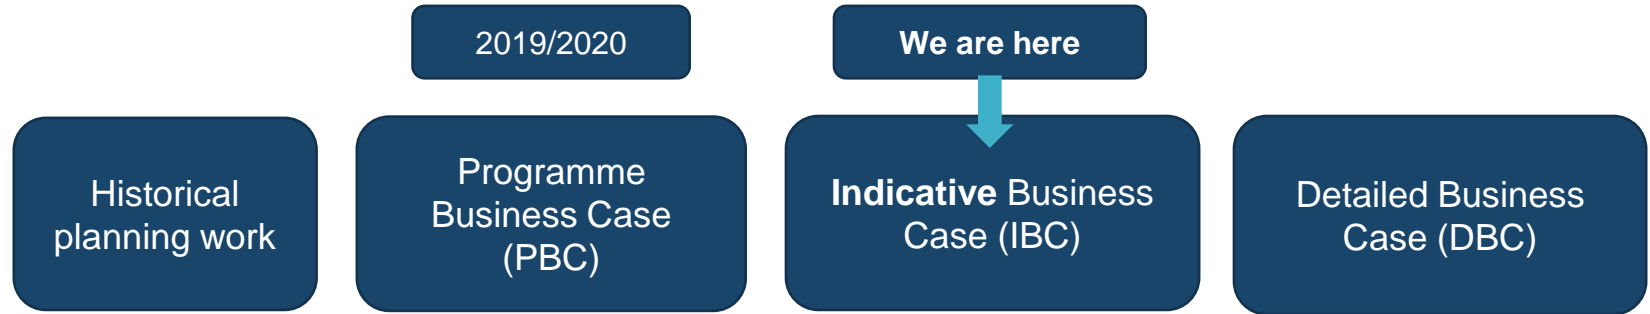 2019/2020
We are here
Historical
planning work
Programme
Business Case
(PBC)
Indicative Business
Case (IBC)
Detailed Business
Case (DBC)